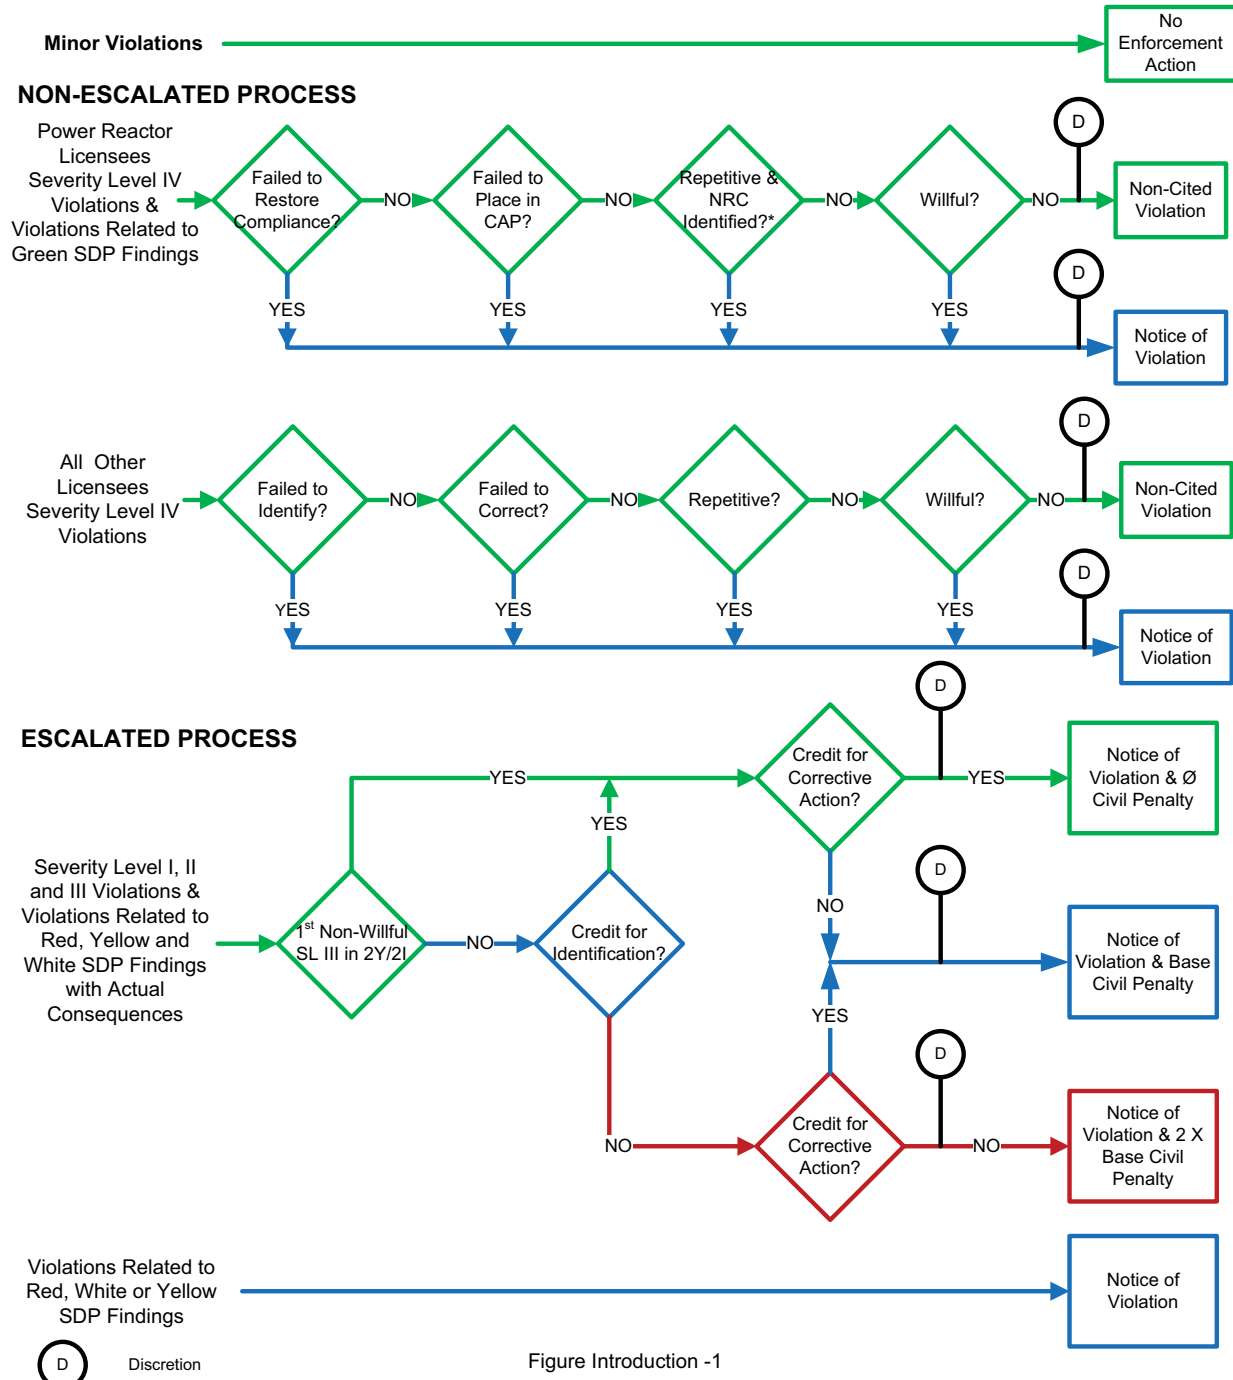 Minor Violations
No
Enforcement
Action
NON-ESCALATED PROCESS
Power Reactor
Licensees
Severity Level IV
Violations &
Violations Related to
Green SDP Findings
Failed to
Restore
Compliance?
NO
Failed to
Place in
CAP?
NO
Repetitive &
NRC
Identified?*
NO
Willful?
NO
D
Non-Cited
Violation
YES
YES
YES
YES
D
Notice of
Violation
All Other
Licensees
Severity Level IV
Violations
Failed to
Identify?
NO
Failed to
Correct?
NO
Repetitive?
NO
Willful?
NO
D
Non-Cited
Violation
YES
YES
YES
YES
D
Notice of
Violation
ESCALATED PROCESS
Severity Level I, II
and III Violations &
Violations Related to
Red, Yellow and
White SDP Findings
with Actual
Consequences
1st Non-Willful
SL III in 2Y/2I
YES
NO
Credit for
Identification?
YES
NO
Credit for
Corrective
Action?
D
YES
Notice of
Violation & Ø
Civil Penalty
NO
D
Notice of
Violation & Base
Civil Penalty
YES
Credit for
Corrective
Action?
D
NO
Notice of
Violation & 2 X
Base Civil
Penalty
Violations Related to
Red, White or Yellow
SDP Findings
Notice of
Violation
D
Discretion
Figure Introduction -1